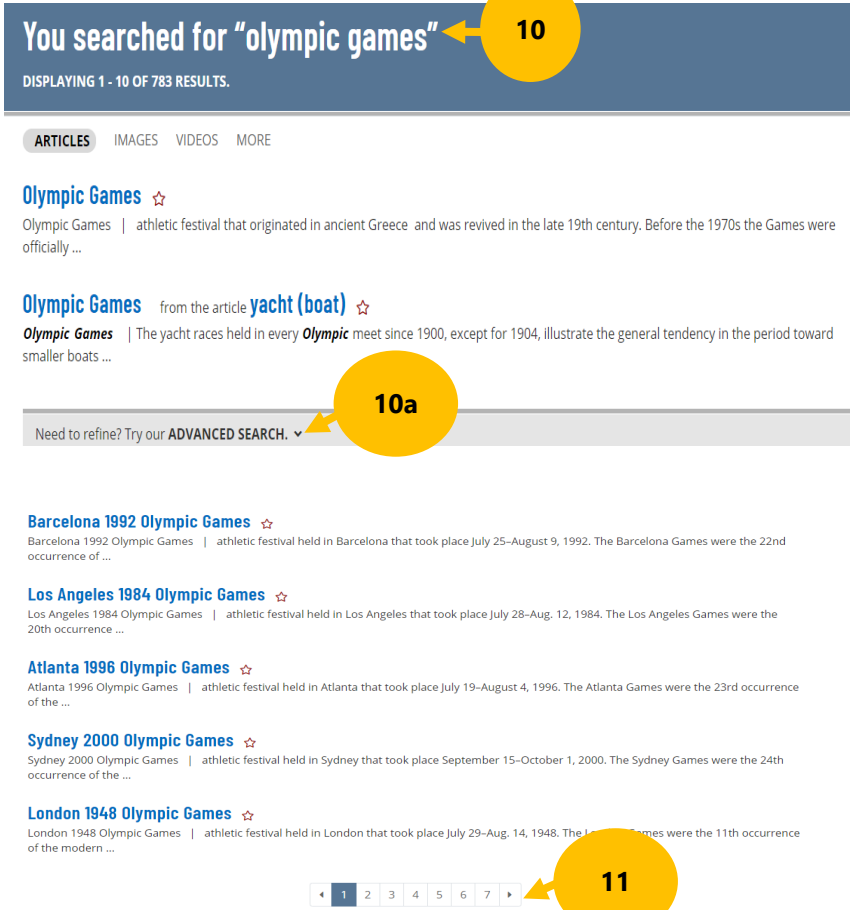 You searched for “olympic games”
10
DISPLAYING 1 - 10 OF 783 RESULTS.
ARTICLES IMAGES VIDEOS MORE
Olympic Games
Olympic Games | athletic festival that originated in ancient Greece and was revived in the late 19th century. Before the 1970s the Games were
officially ...
Olympic Games from the article yacht (boat)
Olympic Games | The yacht races held in every Olympic meet since 1900, except for 1904, illustrate the general tendency in the period toward
smaller boats ...
10a
Need to refine? Try our ADVANCED SEARCH.
Barcelona 1992 Olympic Games
Barcelona 1992 Olympic Games | athletic festival held in Barcelona that took place July 25–August 9, 1992. The Barcelona Games were the 22nd
occurrence of ...
Los Angeles 1984 Olympic Games
Los Angeles 1984 Olympic Games | athletic festival held in Los Angeles that took place July 28–Aug. 12, 1984. The Los Angeles Games were the
20th occurrence ...
Atlanta 1996 Olympic Games
Atlanta 1996 Olympic Games | athletic festival held in Atlanta that took place July 19–August 4, 1996. The Atlanta Games were the 23rd occurrence
of the ...
Sydney 2000 Olympic Games
Sydney 2000 Olympic Games | athletic festival held in Sydney that took place September 15–October 1, 2000. The Sydney Games were the 24th
occurrence of the ...
London 1948 Olympic Games
London 1948 Olympic Games | athletic festival held in London that took place July 29–Aug. 14, 1948. The were the 11th occurrence
of the modern ...
11
1 2 3 4 5 6 7